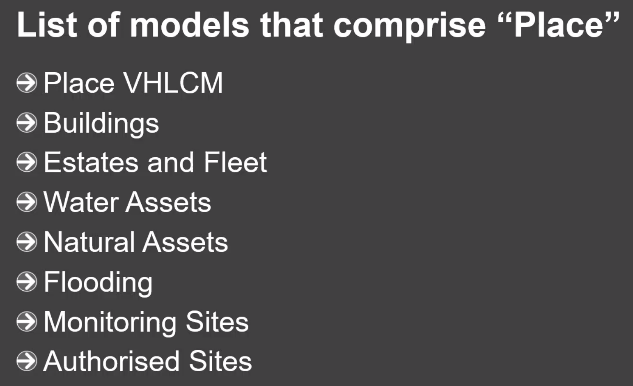 List of models that comprise “Place”
Place VHLCM
Buildings
Estates and Fleet
Water Assets
Natural Assets
Flooding
Monitoring Sites
Authorised Sites